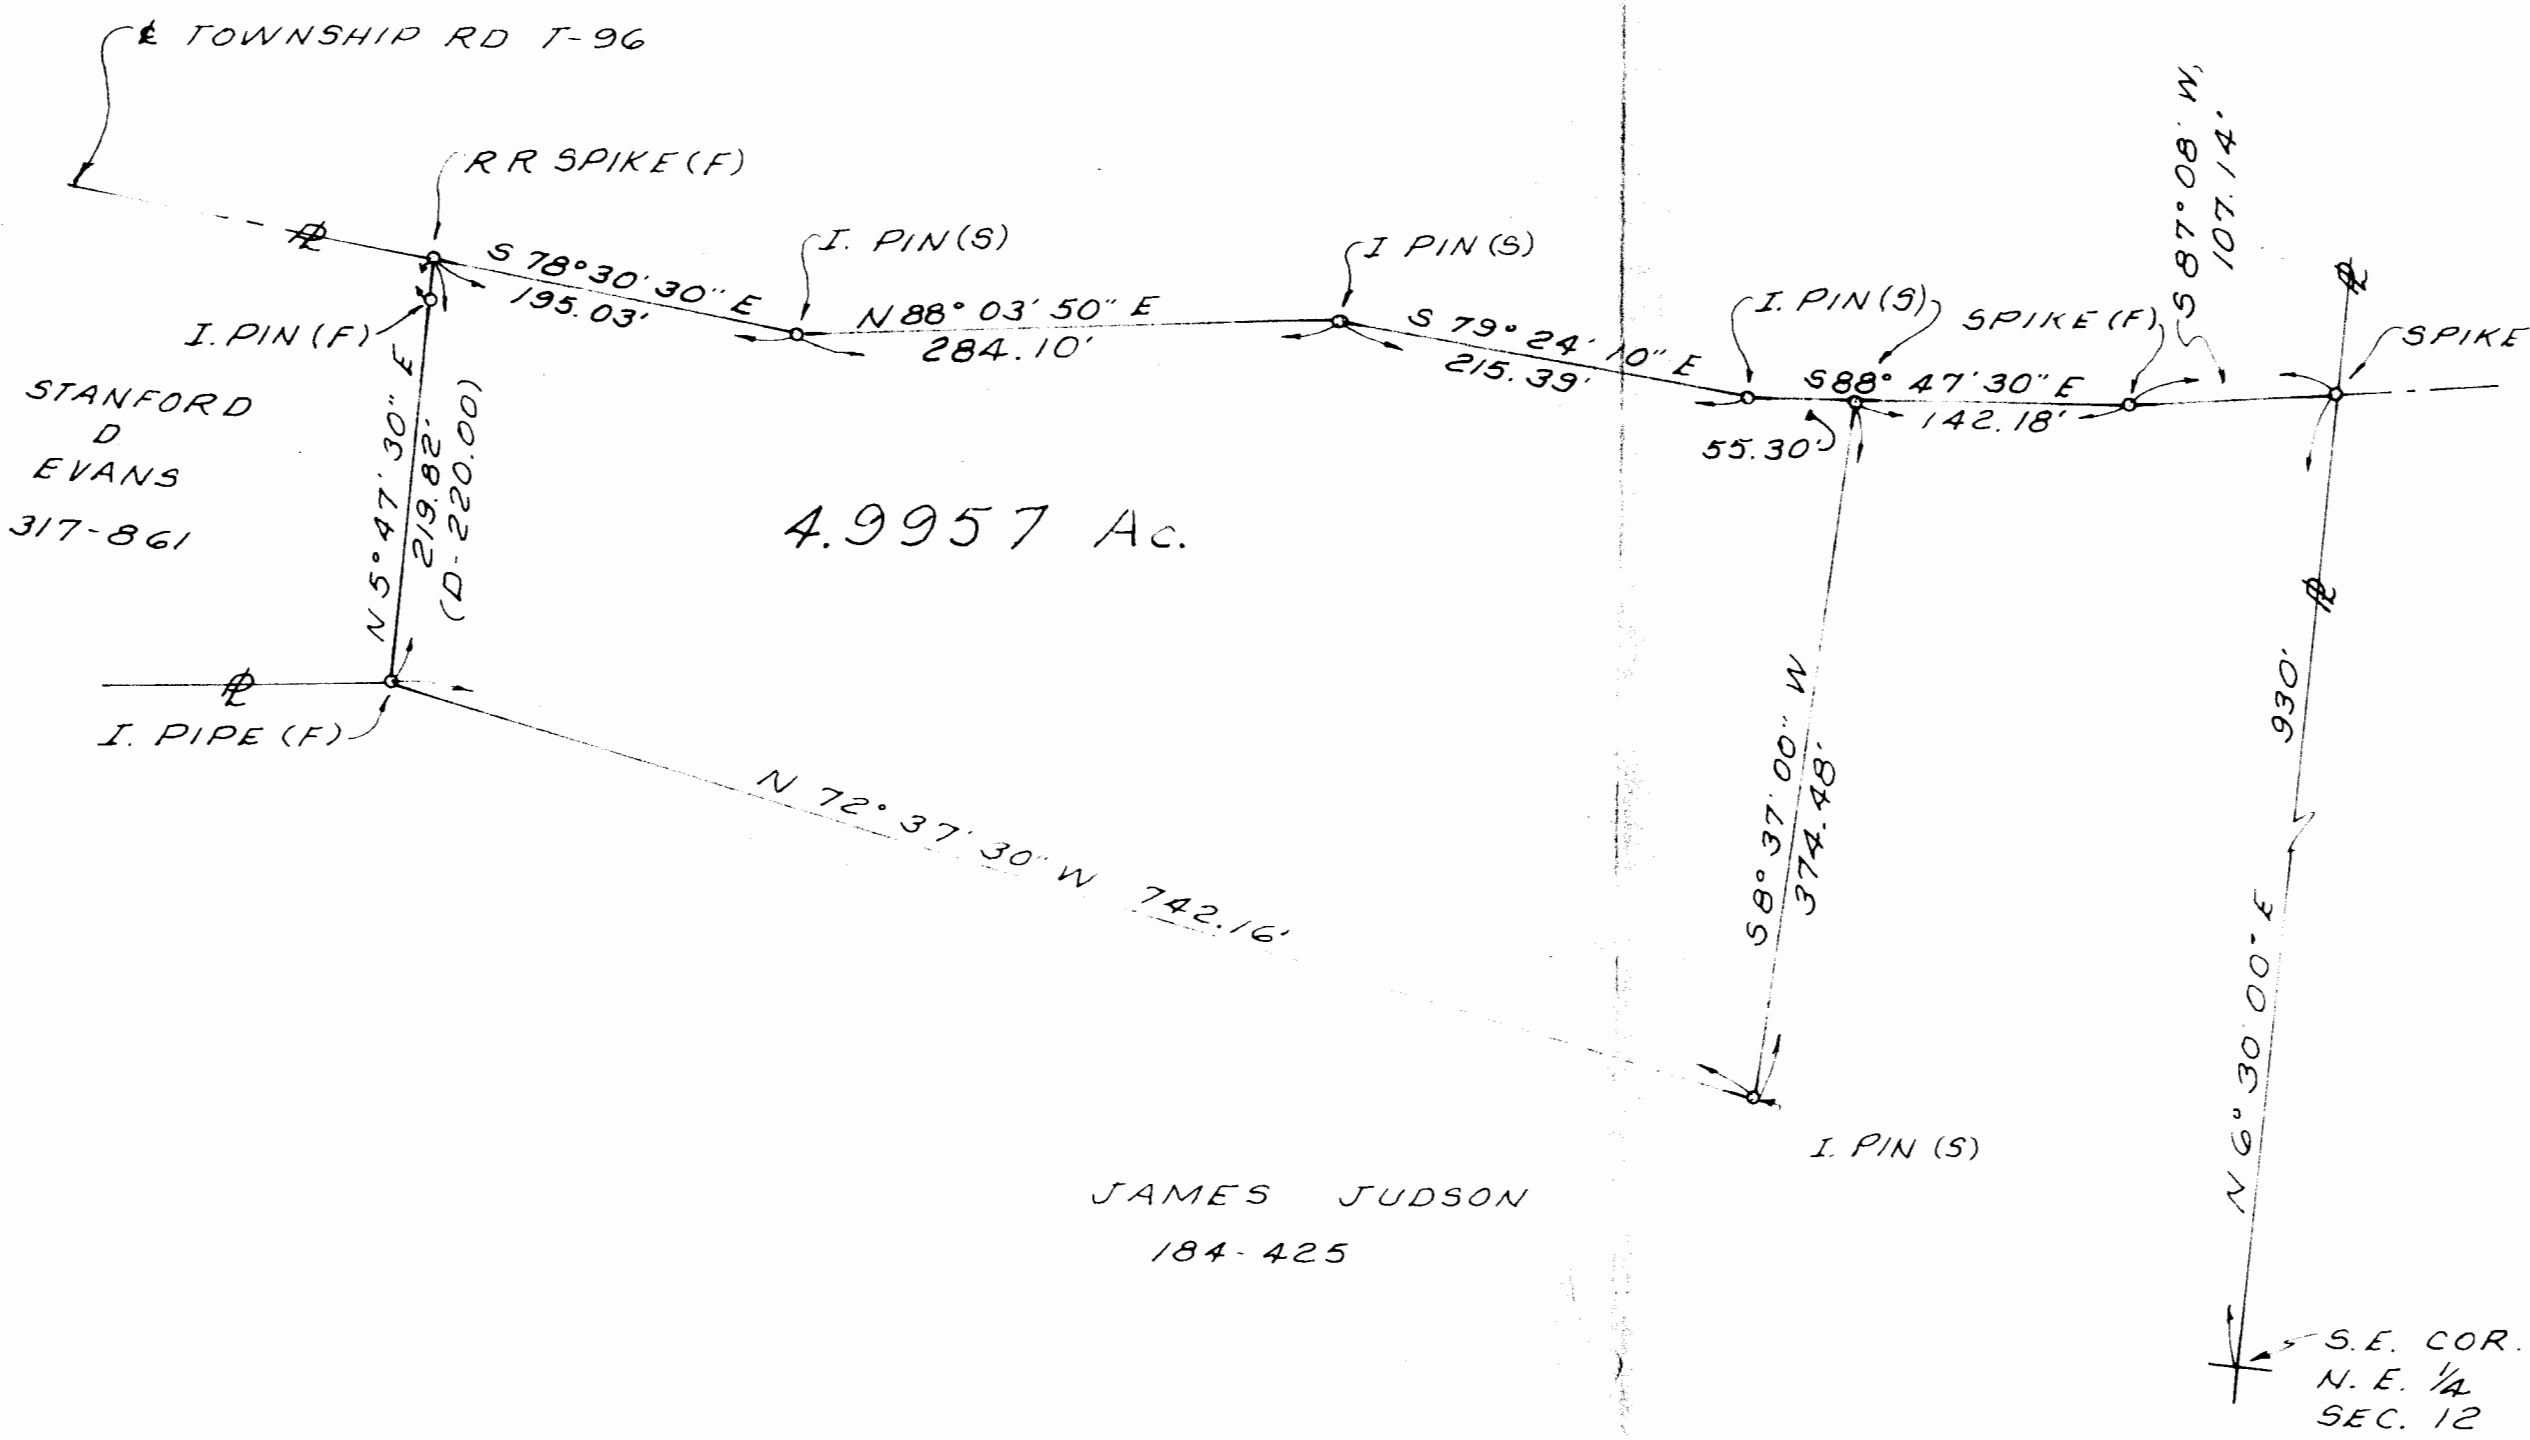 ℄ TOWNSHIP RD T-96
R R SPIKE (F)
I. PIN (S)
I PIN (S)
I. PIN (S)
SPIKE (F)
S 87° 08' W,
107.14'
SPIKE
S 78° 30' 30" E
195.03'
N 88° 03' 50" E
284.10'
S 79° 24' 10" E
215.39'
S 88° 47' 30" E
142.18'
55.30'
I. PIN (F)
STANFORD
D
EVANS
317-861
N 5° 47' 30" E
219.82'
(D-220.00)
4.9957 Ac.
I. PIPE (F)
N 72° 37' 30" W 742.16'
S 8° 37' 00" W
374.48'
930'
N 6° 30' 00" E
I. PIN (S)
JAMES JUDSON
184-425
S.E. COR.
N. E. 1/4
SEC. 12
℄
℄
℄
℄